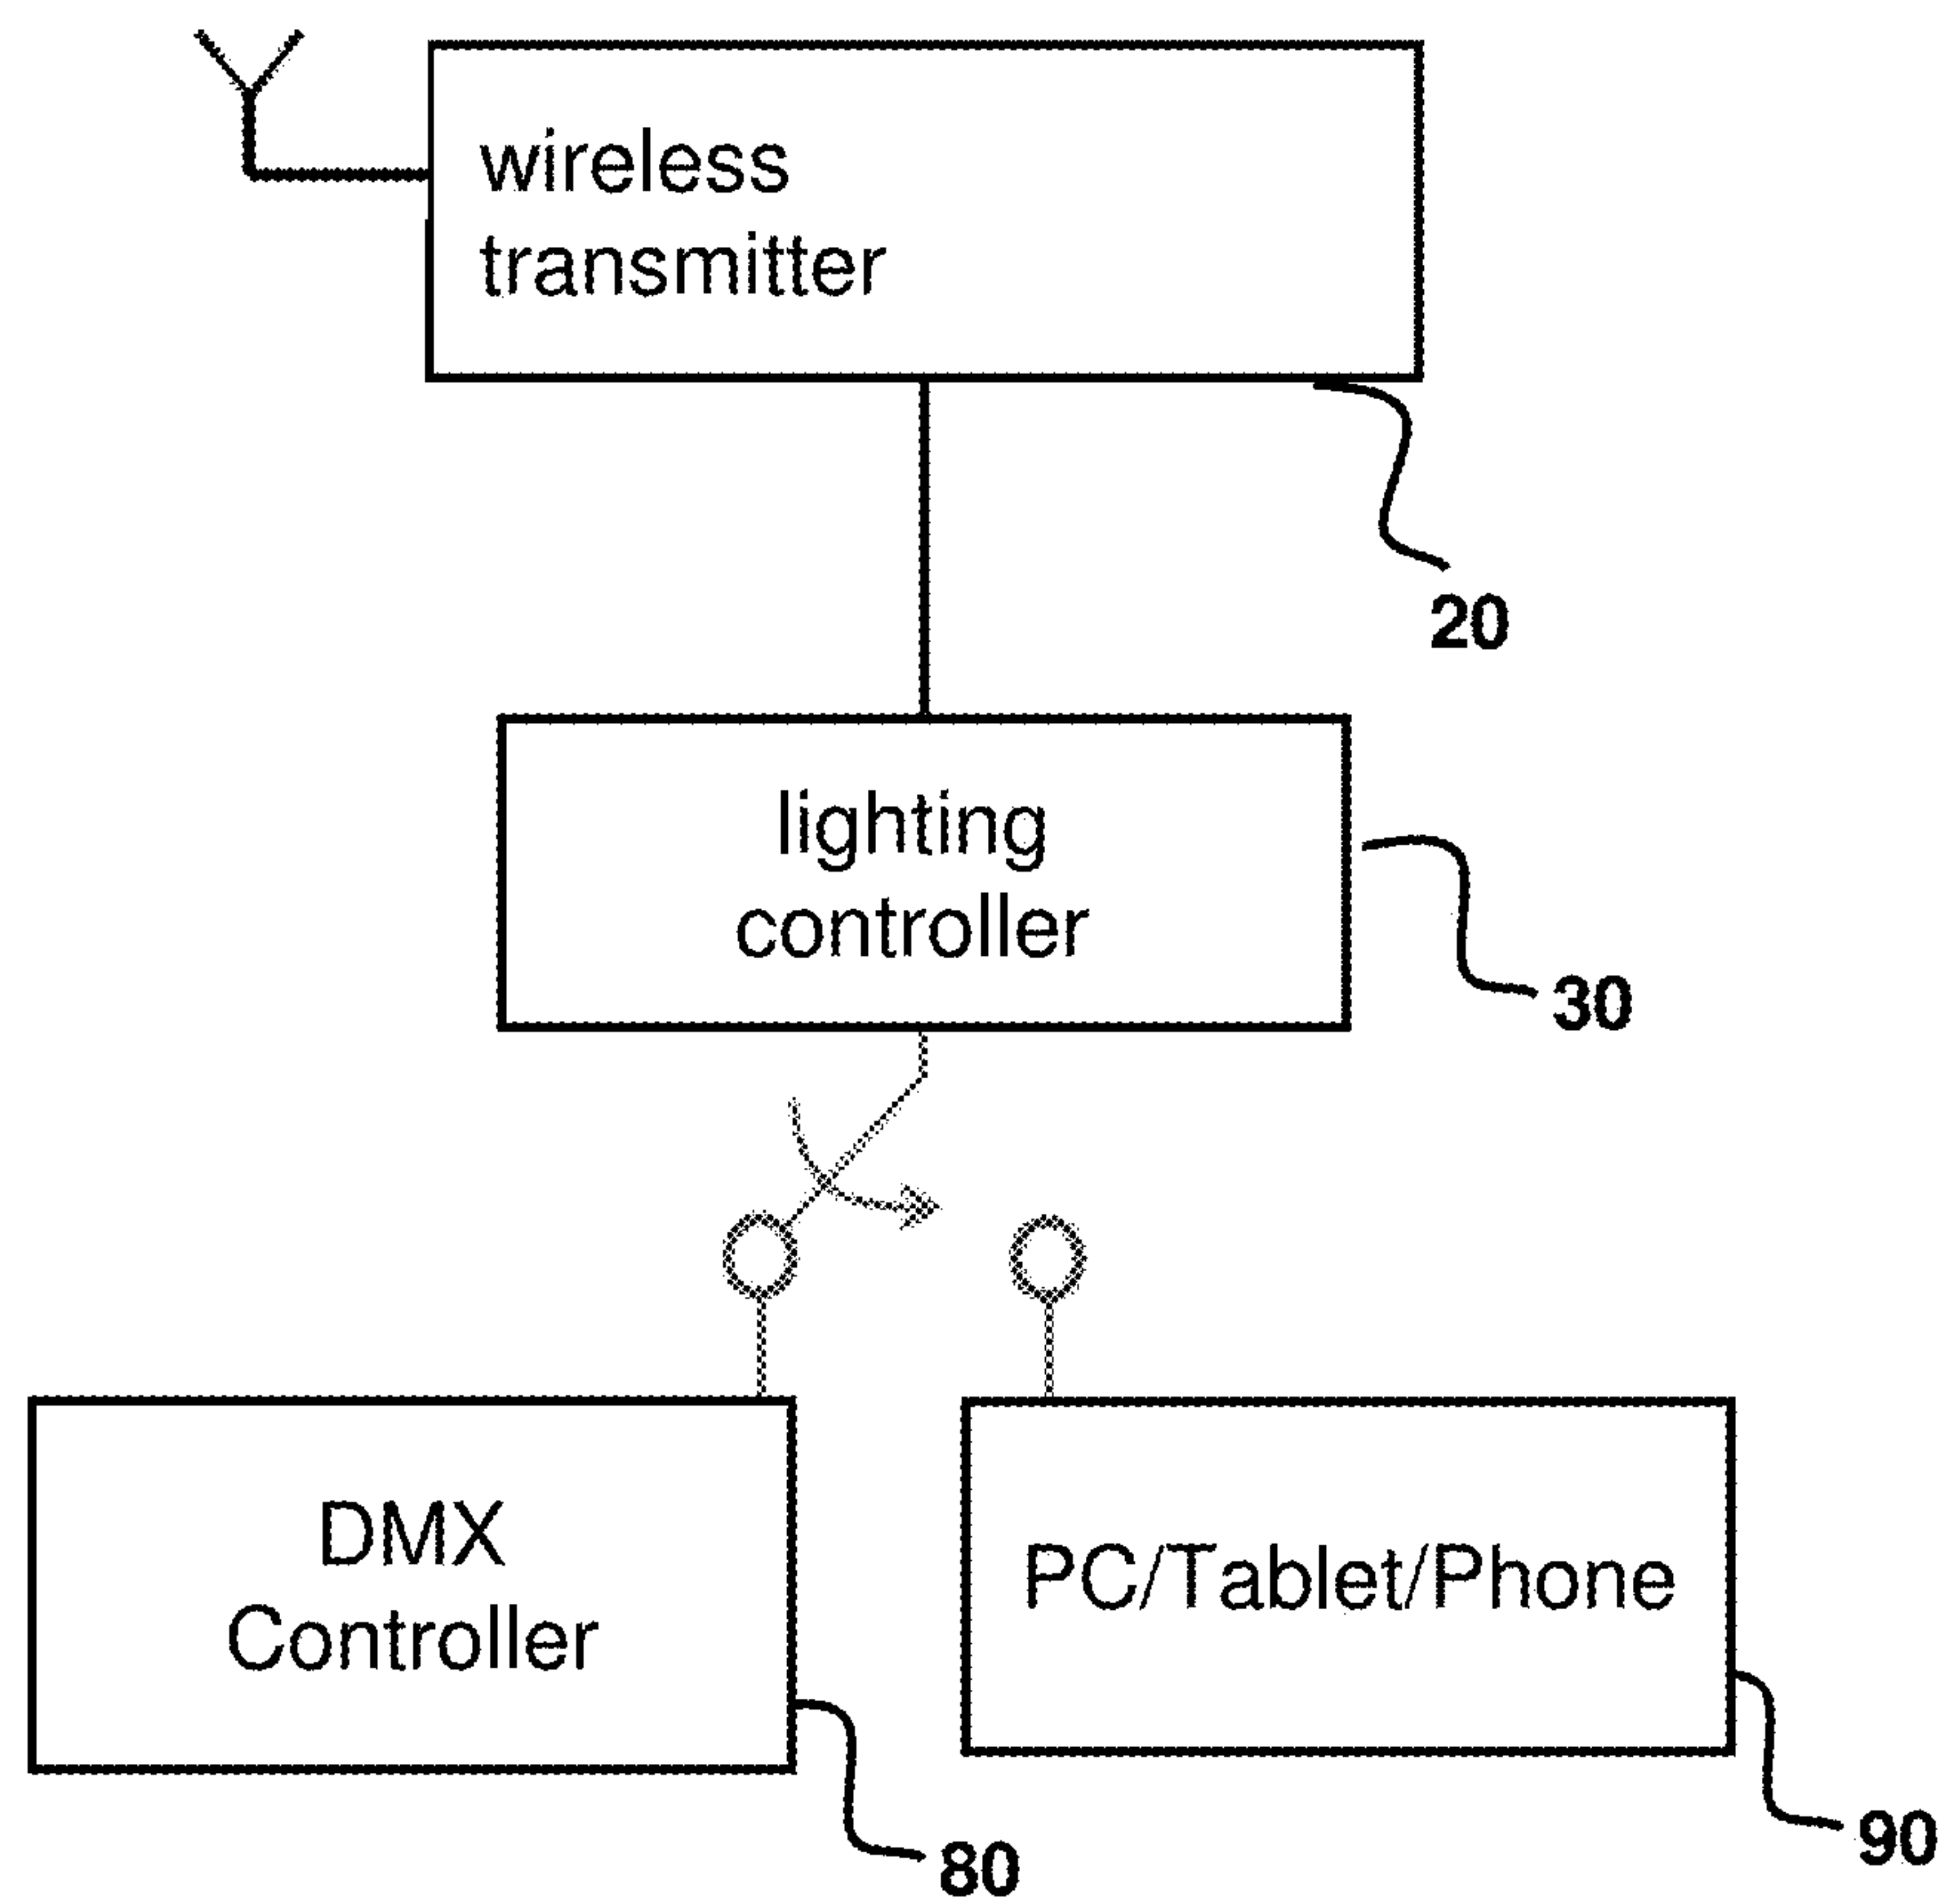 wireless
transmitter
20
lighting
controller
30
DMX
Controller
PC/Tablet/Phone
80
90